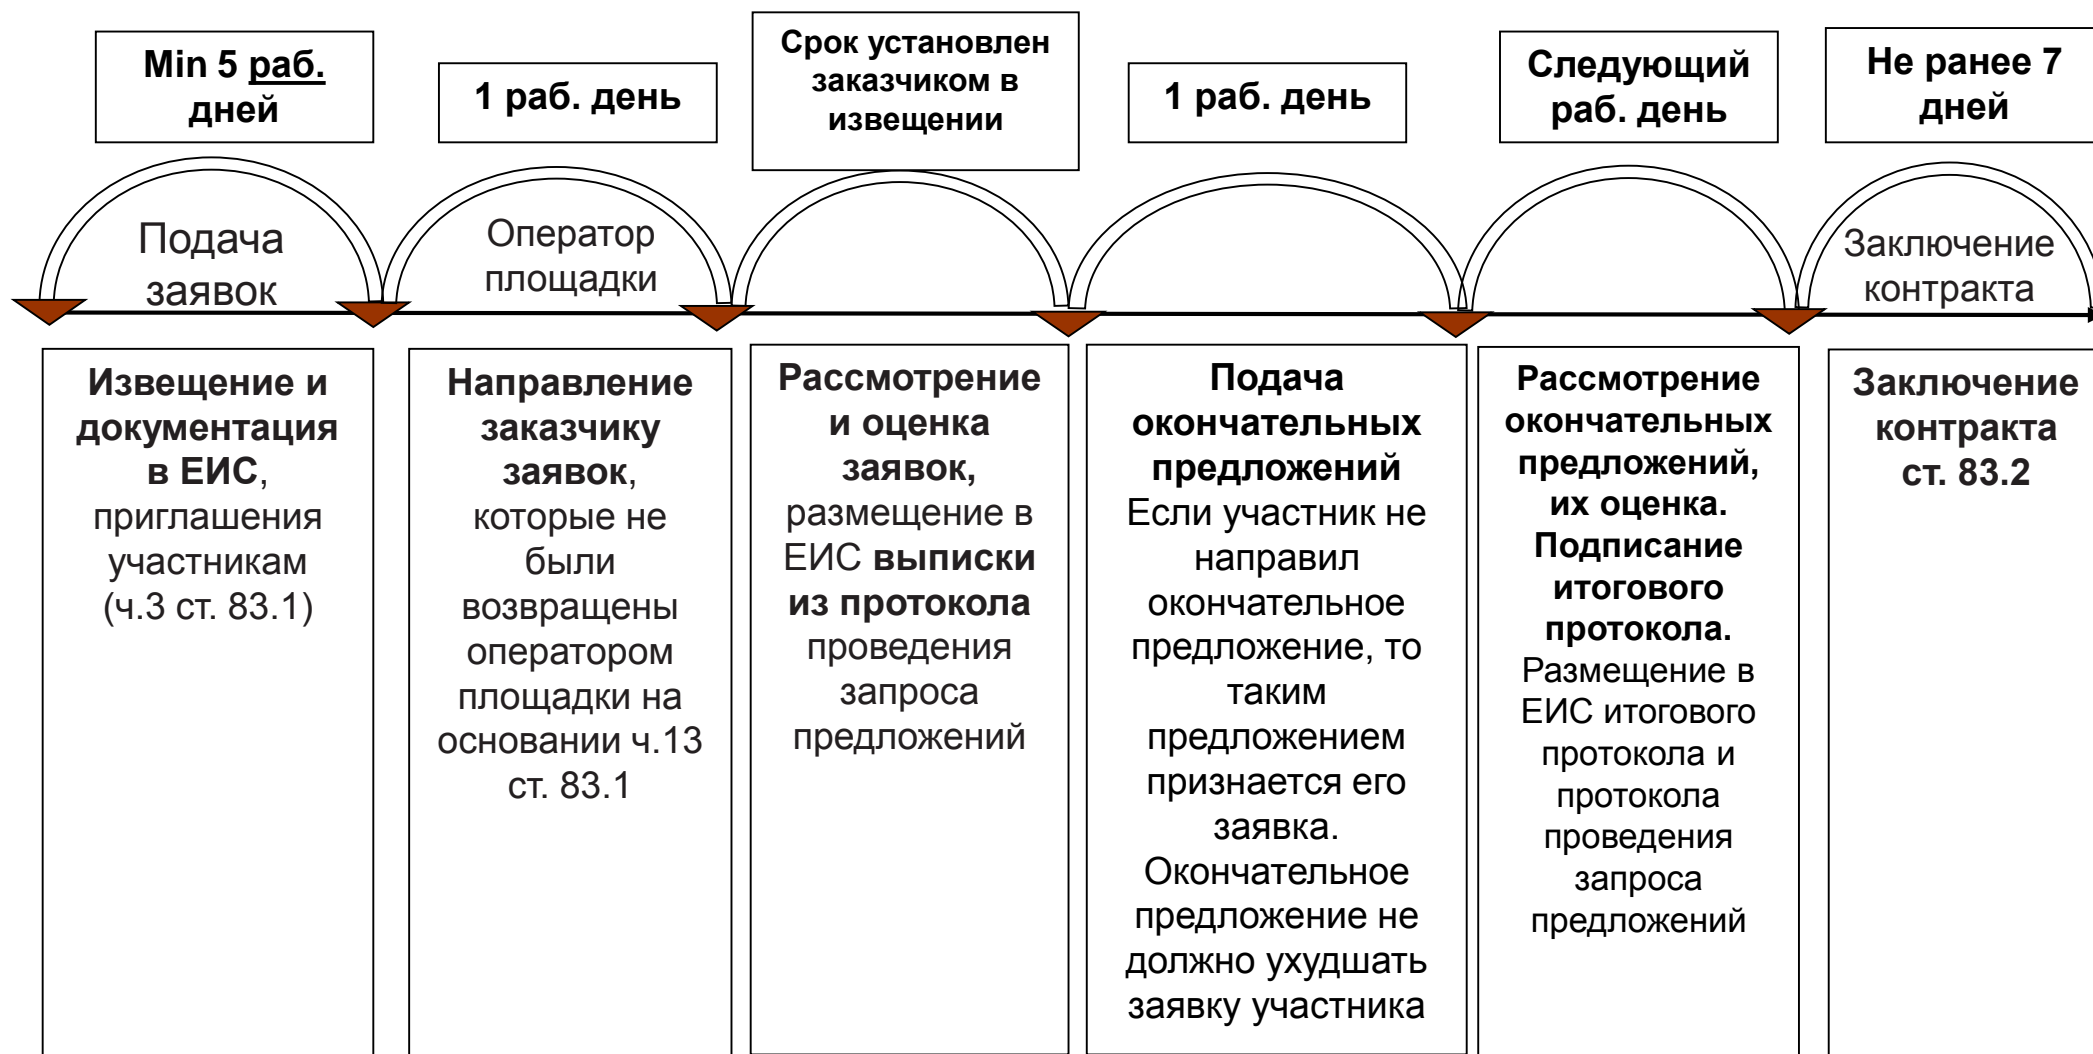 Min 5 раб.
дней
1 раб. день
Срок установлен
заказчиком в
извещении
1 раб. день
Следующий
раб. день
Не ранее 7
дней
Подача
заявок
Оператор
площадки
Заключение
контракта
Извещение и
документация
в ЕИС,
приглашения
участникам
(ч.3 ст. 83.1)
Направление
заказчику
заявок,
которые не
были
возвращены
оператором
площадки на
основании ч.13
ст. 83.1
Рассмотрение
и оценка
заявок,
размещение в
ЕИС выписки
из протокола
проведения
запроса
предложений
Подача
окончательных
предложений
Если участник не
направил
окончательное
предложение, то
таким
предложением
признается его
заявка.
Окончательное
предложение не
должно ухудшать
заявку участника
Рассмотрение
окончательных
предложений,
их оценка.
Подписание
итогового
протокола.
Размещение в
ЕИС итогового
протокола и
протокола
проведения
запроса
предложений
Заключение
контракта
ст. 83.2